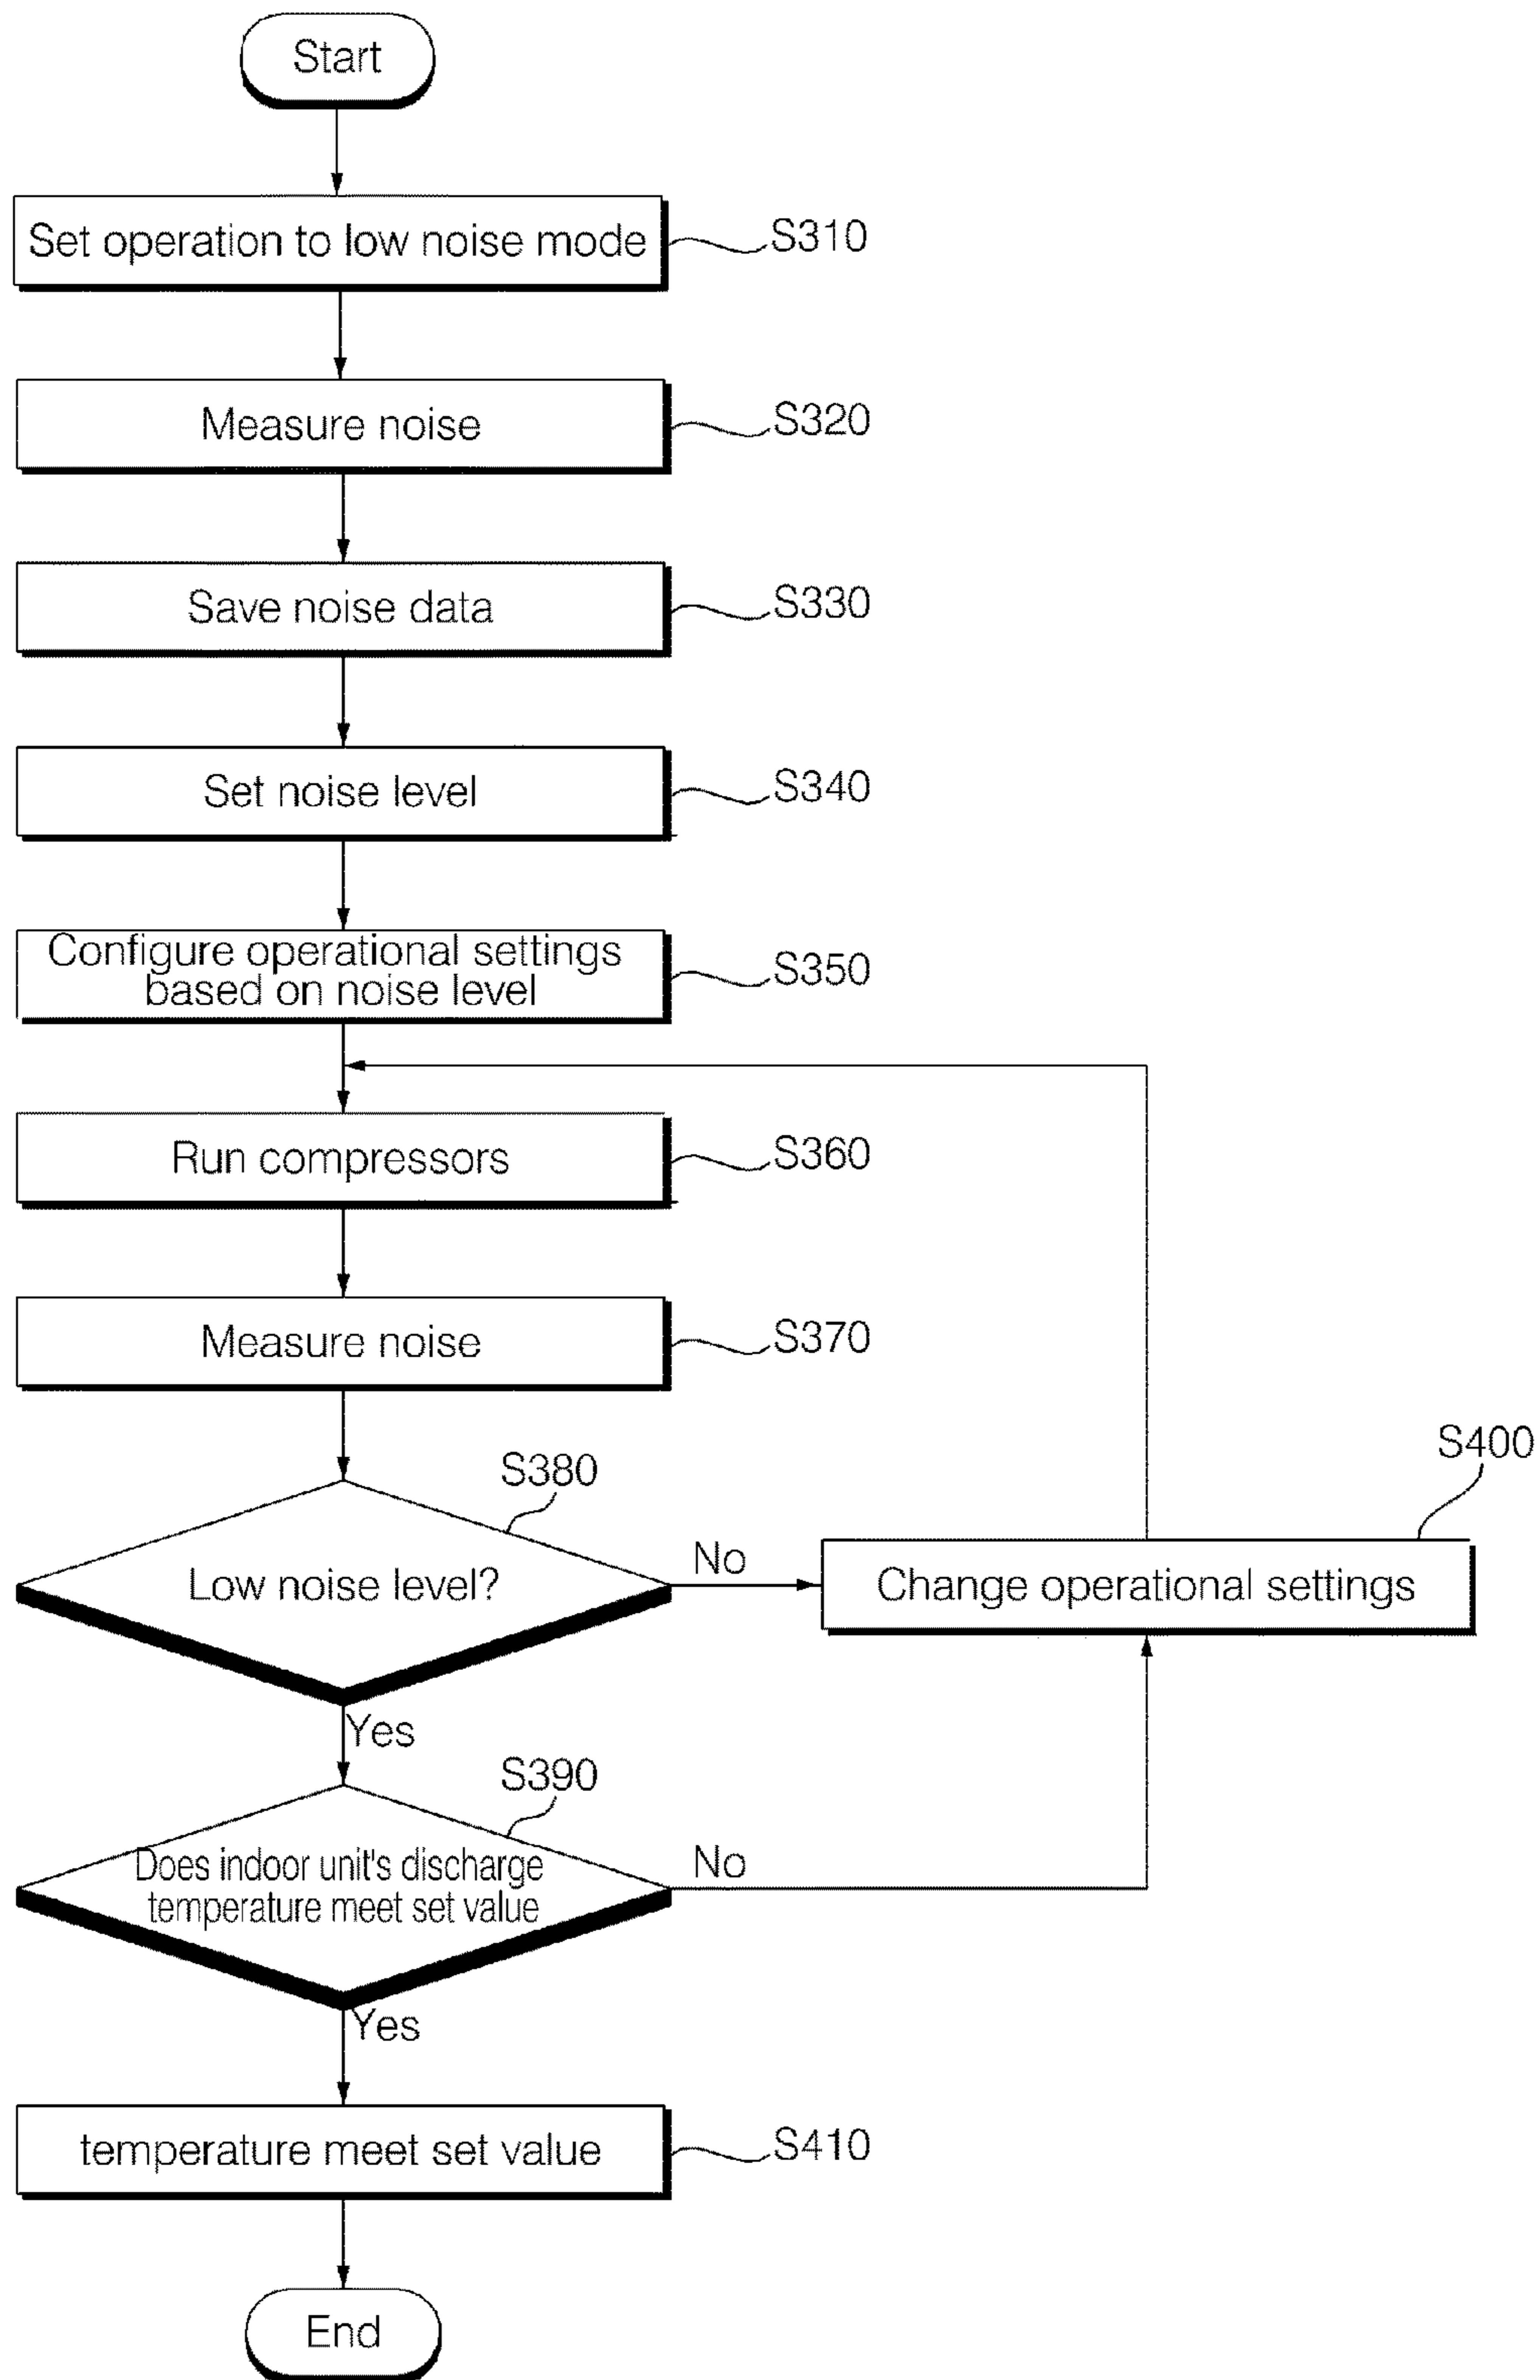 Start
Set operation to low noise mode
S310
Measure noise
S320
Save noise data
S330
Set noise level
S340
Configure operational settings
based on noise level
S350
Run compressors
S360
Measure noise
S370
S380
Low noise level?
No
S400
Change operational settings
Yes
S390
Does indoor unit's discharge
temperature meet set value
No
Yes
temperature meet set value
S410
End